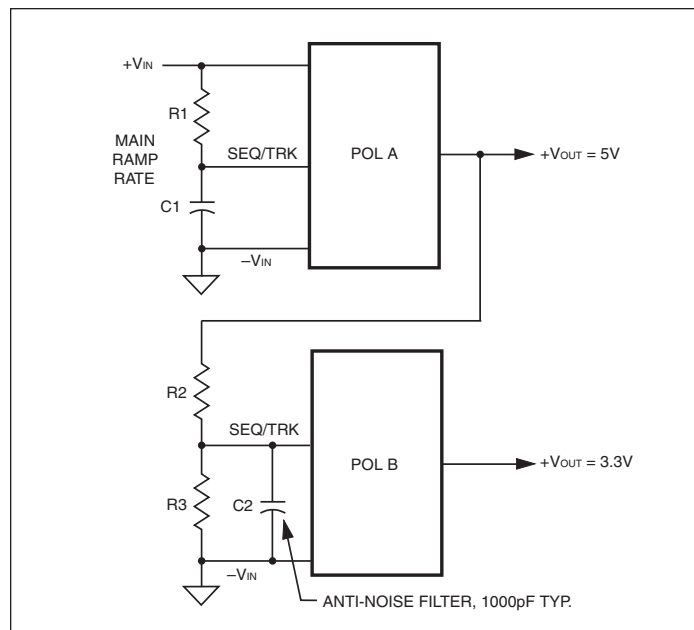 +VIN
R1
MAIN
RAMP
RATE
SEQ/TRK
POL A
+VOUT = 5V
C1
–VIN
R2
SEQ/TRK
POL B
+VOUT = 3.3V
R3
C2
–VIN
ANTI-NOISE FILTER, 1000pF TYP.